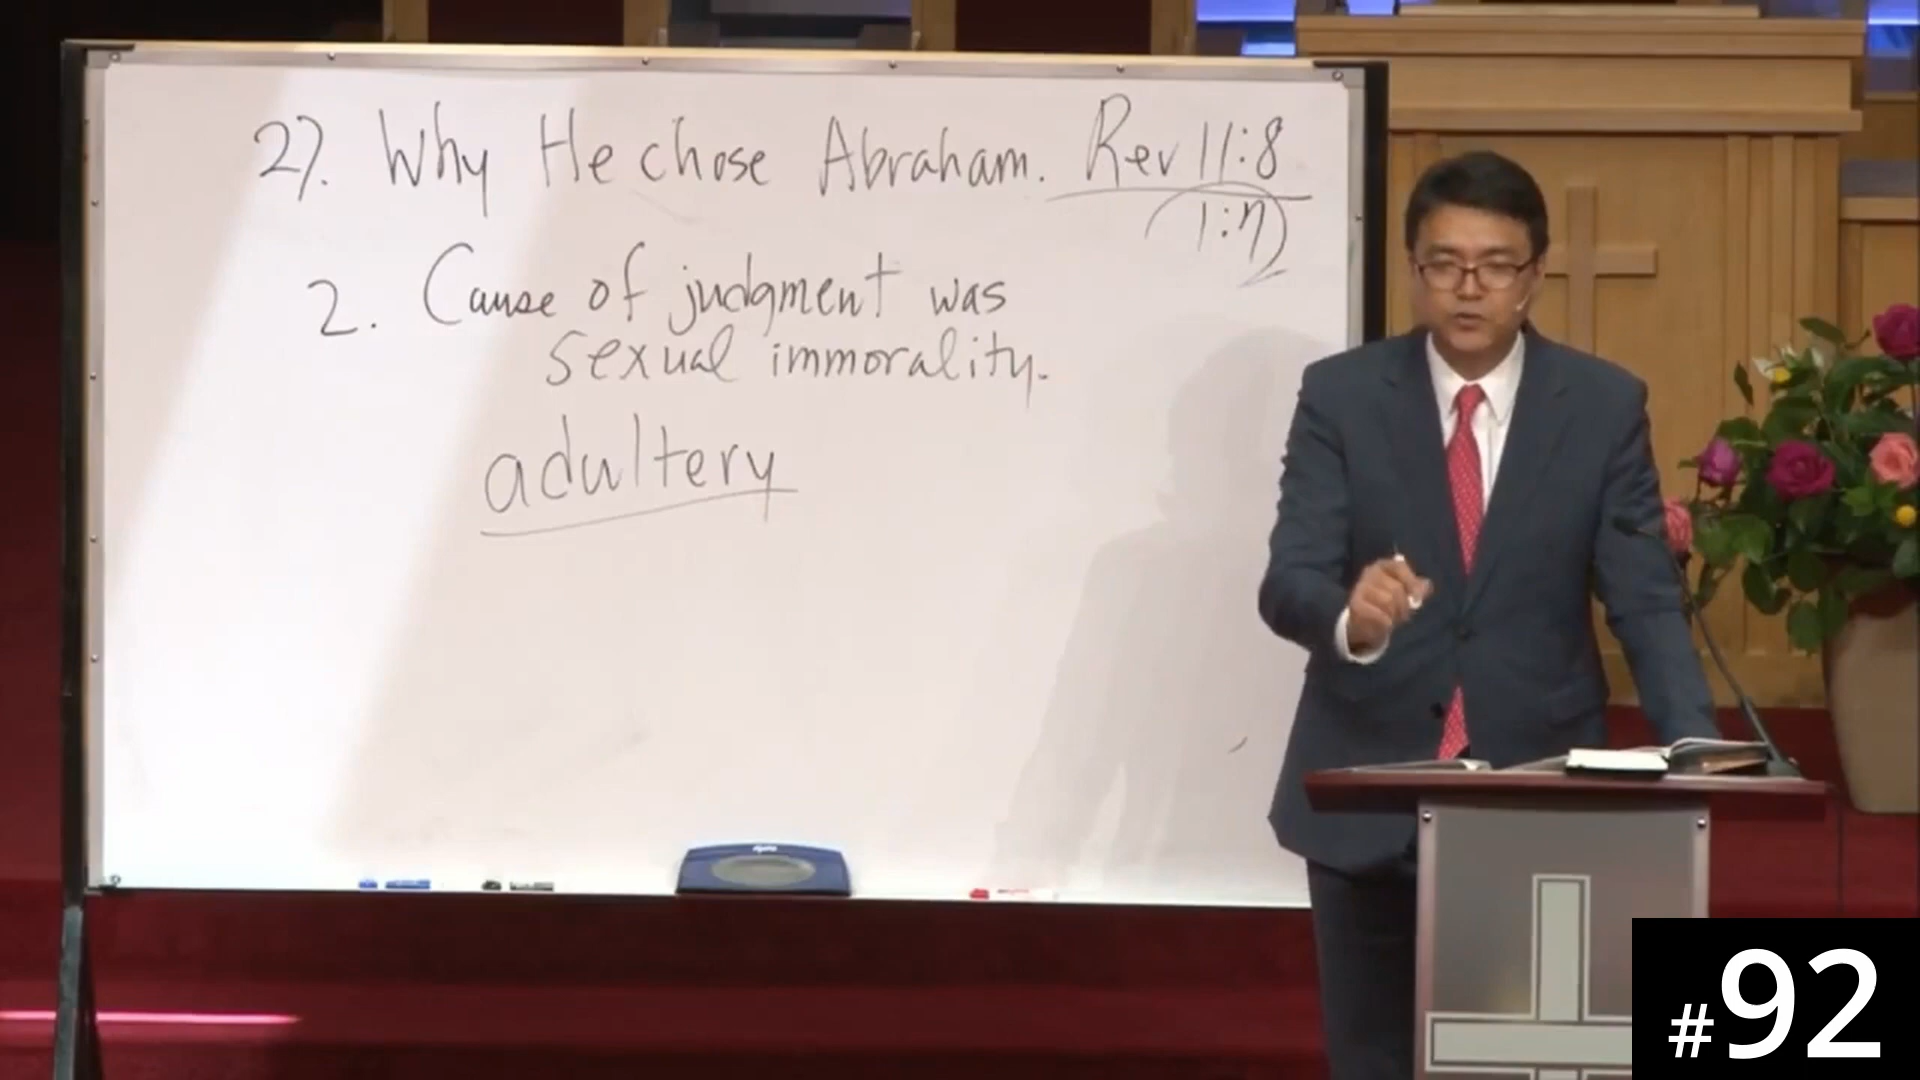 27. Why He chose Abraham. Rev 11:8
1:7
2. Cause of judgment was
sexual immorality.
adultery
#92